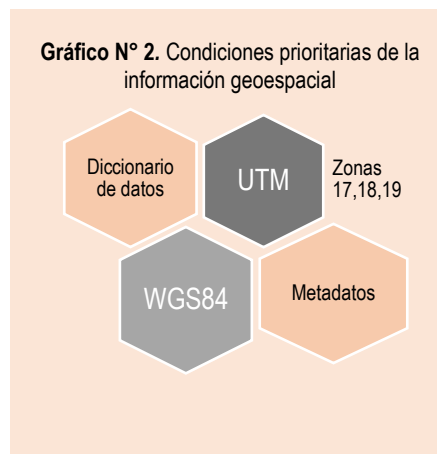 Gráfico N° 2. Condiciones prioritarias de la
información geoespacial
Diccionario
de datos
UTM
Zonas
17,18,19
WGS84
Metadatos